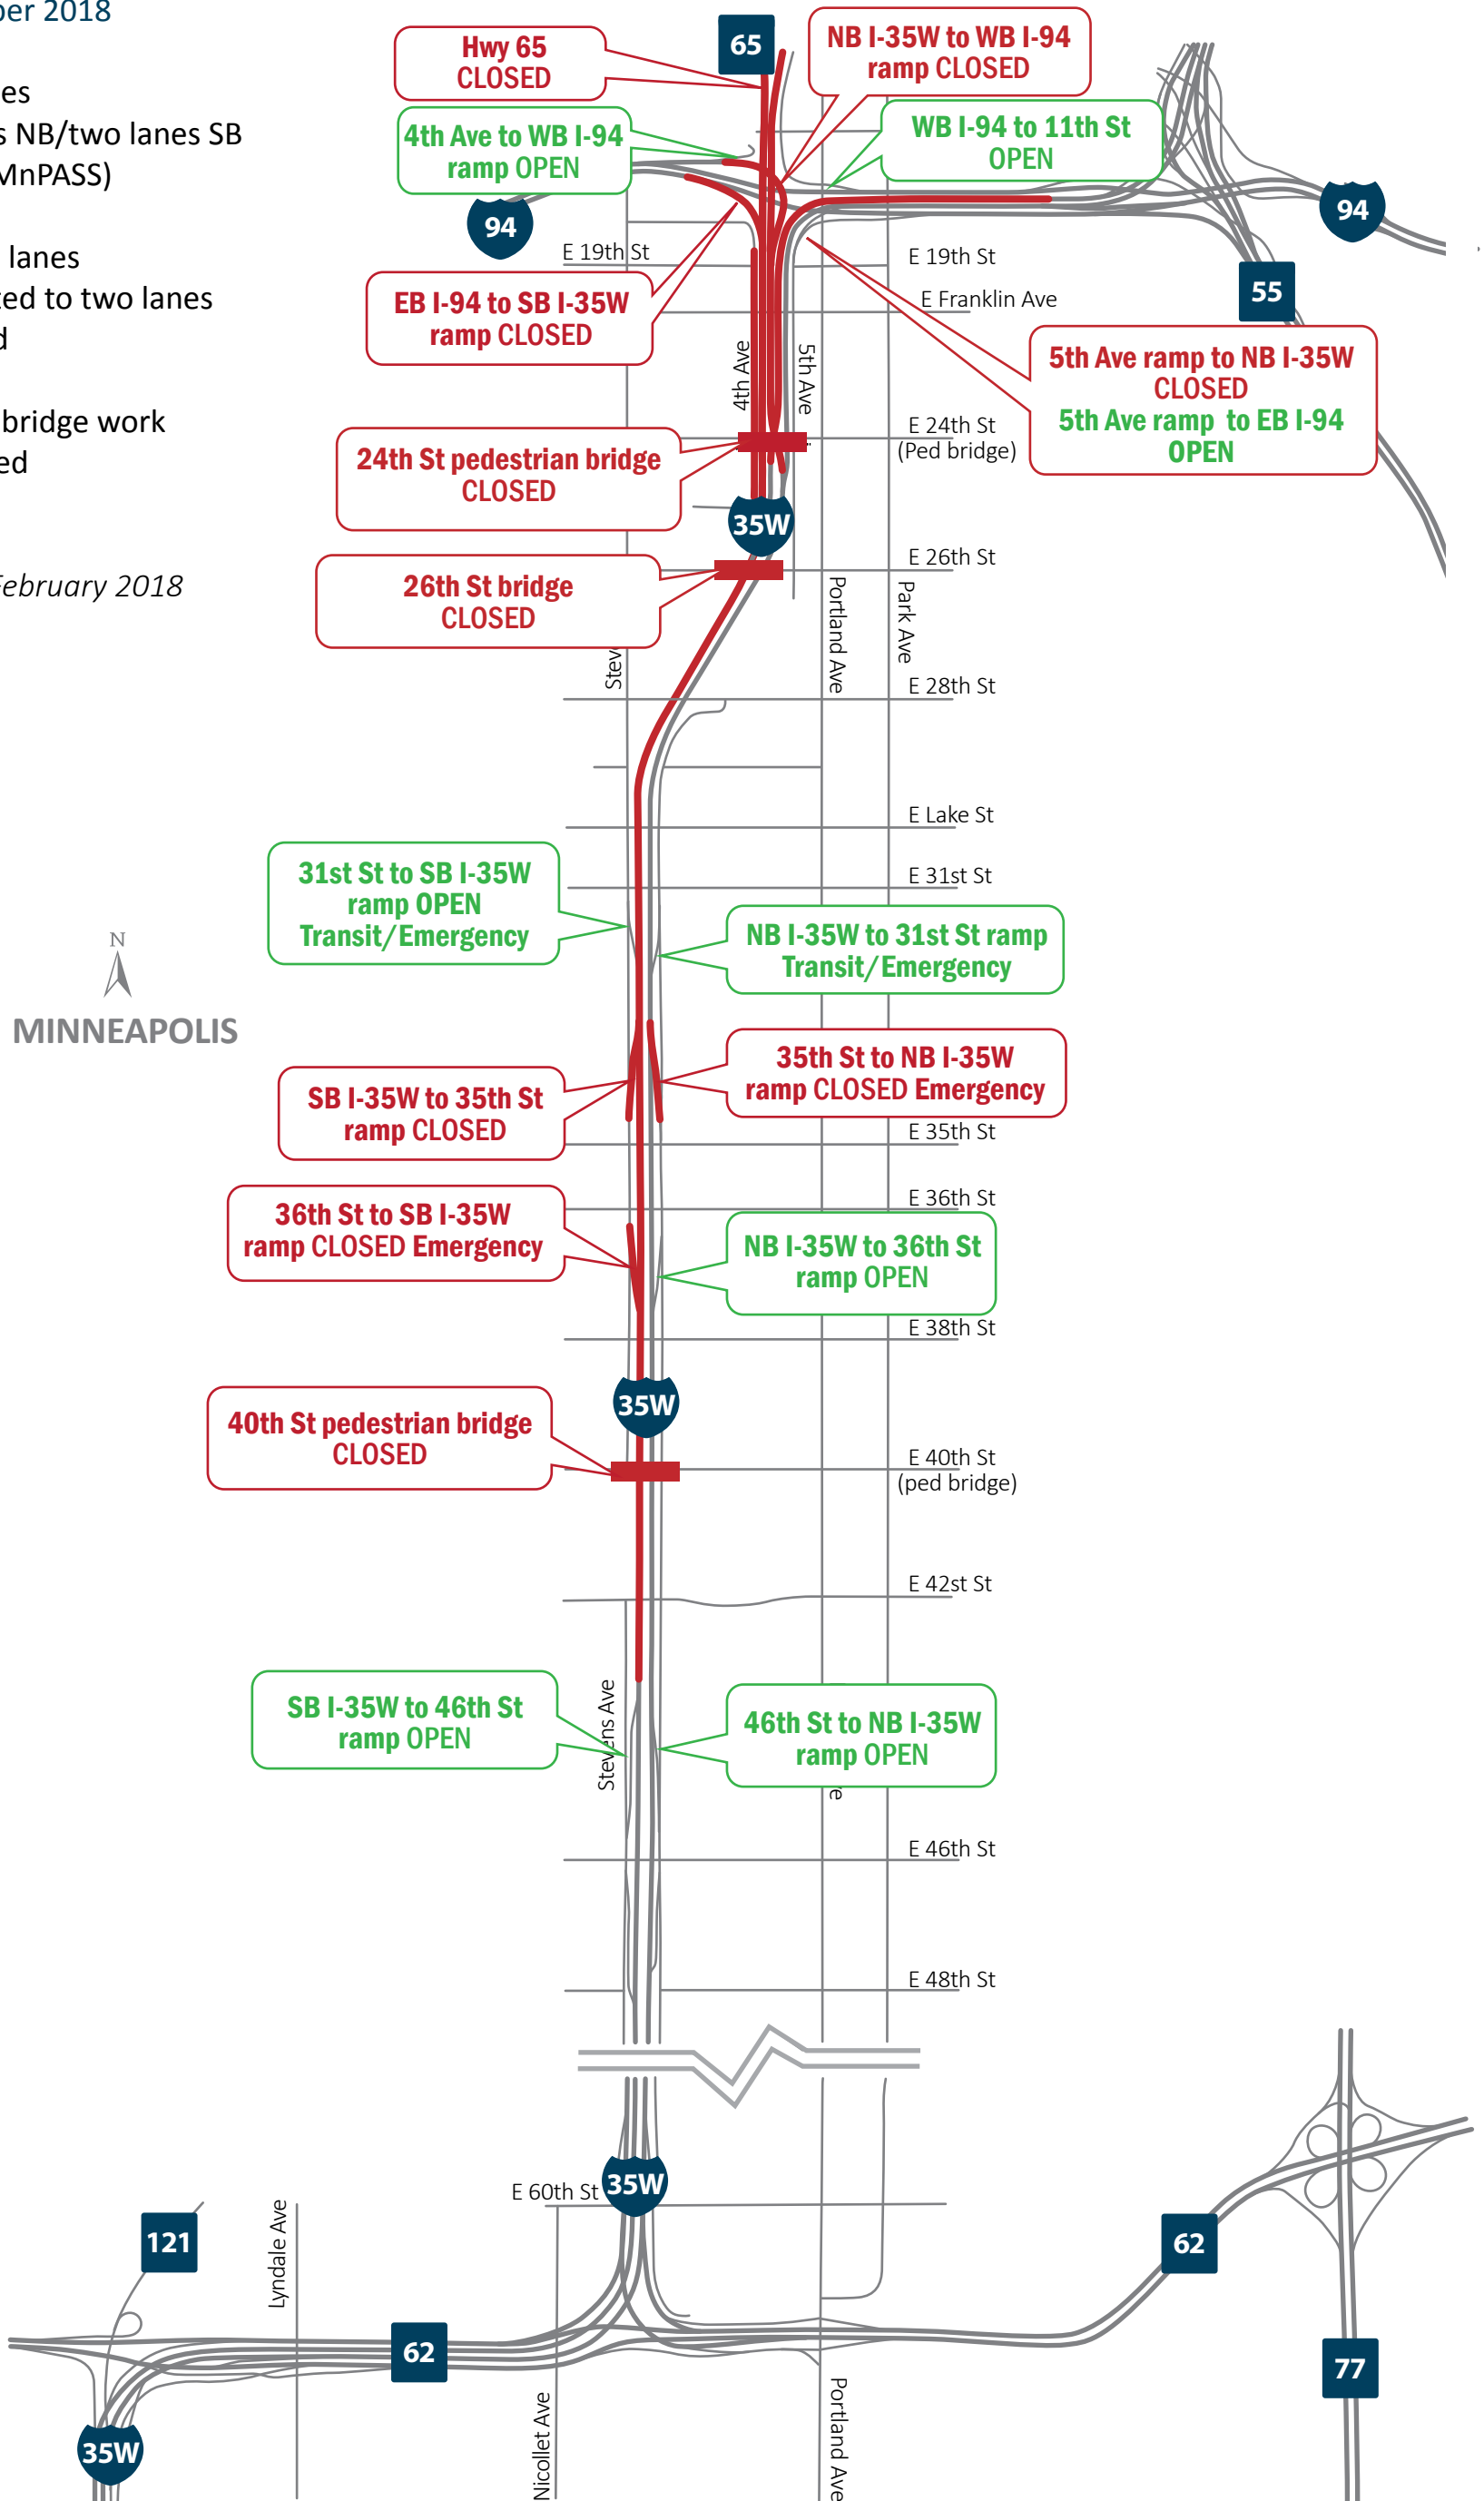 ber 2018
es
s NB/two lanes SB
MnPASS)
lanes
ted to two lanes
d
bridge work
ed
February 2018
N
MINNEAPOLIS
65
Hwy 65
CLOSED
NB I-35W to WB I-94
ramp CLOSED
4th Ave to WB I-94
ramp OPEN
WB I-94 to 11th St
OPEN
94
94
E 19th St
E 19th St
55
EB I-94 to SB I-35W
ramp CLOSED
E Franklin Ave
4th Ave
5th Ave
5th Ave ramp to NB I-35W
CLOSED
5th Ave ramp to EB I-94
OPEN
E 24th St
(Ped bridge)
24th St pedestrian bridge
CLOSED
35W
E 26th St
26th St bridge
CLOSED
Portland Ave
Park Ave
Steve
E 28th St
E Lake St
E 31st St
31st St to SB I-35W
ramp OPEN
Transit/Emergency
NB I-35W to 31st St ramp
Transit/Emergency
35th St to NB I-35W
ramp CLOSED Emergency
SB I-35W to 35th St
ramp CLOSED
E 35th St
E 36th St
36th St to SB I-35W
ramp CLOSED Emergency
NB I-35W to 36th St
ramp OPEN
E 38th St
35W
40th St pedestrian bridge
CLOSED
E 40th St
(ped bridge)
E 42st St
SB I-35W to 46th St
ramp OPEN
Stevens Ave
46th St to NB I-35W
ramp OPEN
e
E 46th St
E 48th St
35W
E 60th St
121
Lyndale Ave
62
62
77
Nicollet Ave
Portland Ave
35W